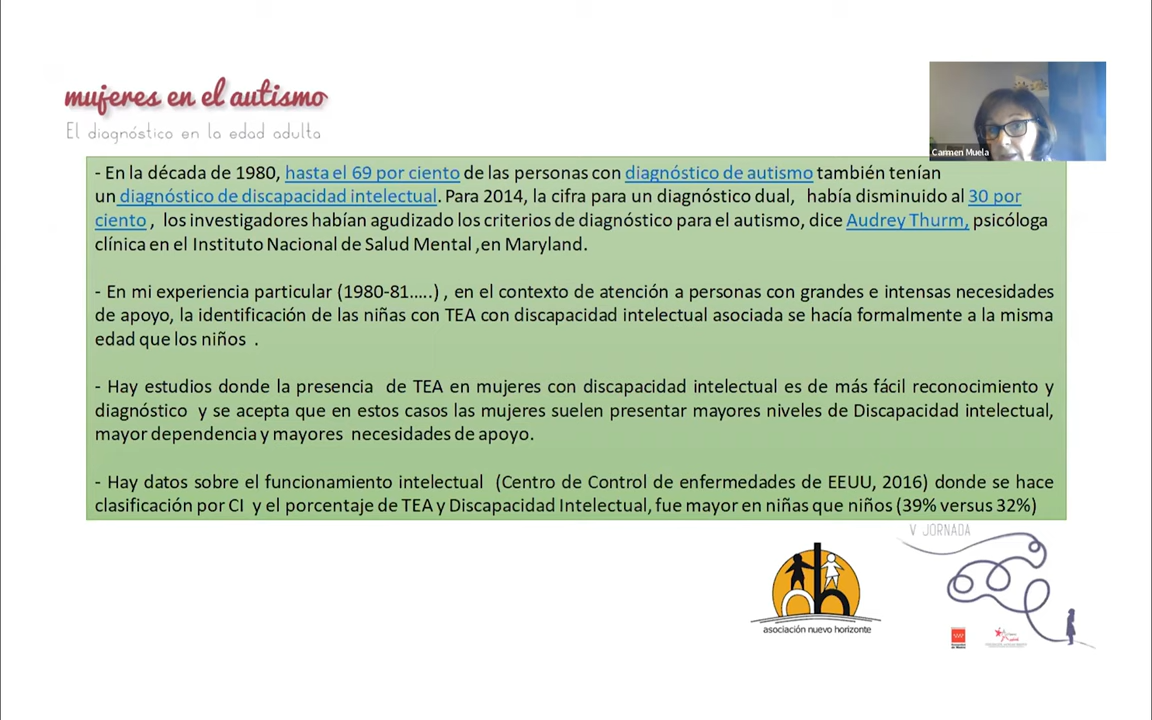 mujeres en el autismo
El diagnóstico en la edad adulta
Carmen Muela
- En la década de 1980, hasta el 69 por ciento de las personas con diagnóstico de autismo también tenían
un diagnóstico de discapacidad intelectual. Para 2014, la cifra para un diagnóstico dual, había disminuido al 30 por
ciento , los investigadores habían agudizado los criterios de diagnóstico para el autismo, dice Audrey Thurm, psicóloga
clínica en el Instituto Nacional de Salud Mental ,en Maryland.
- En mi experiencia particular (1980-81.....) , en el contexto de atención a personas con grandes e intensas necesidades
de apoyo, la identificación de las niñas con TEA con discapacidad intelectual asociada se hacía formalmente a la misma
edad que los niños .
- Hay estudios donde la presencia de TEA en mujeres con discapacidad intelectual es de más fácil reconocimiento y
diagnóstico y se acepta que en estos casos las mujeres suelen presentar mayores niveles de Discapacidad intelectual,
mayor dependencia y mayores necesidades de apoyo.
- Hay datos sobre el funcionamiento intelectual (Centro de Control de enfermedades de EEUU, 2016) donde se hace
clasificación por CI y el porcentaje de TEA y Discapacidad Intelectual, fue mayor en niñas que niños (39% versus 32%)
V JORNADA
asociación nuevo horizonte